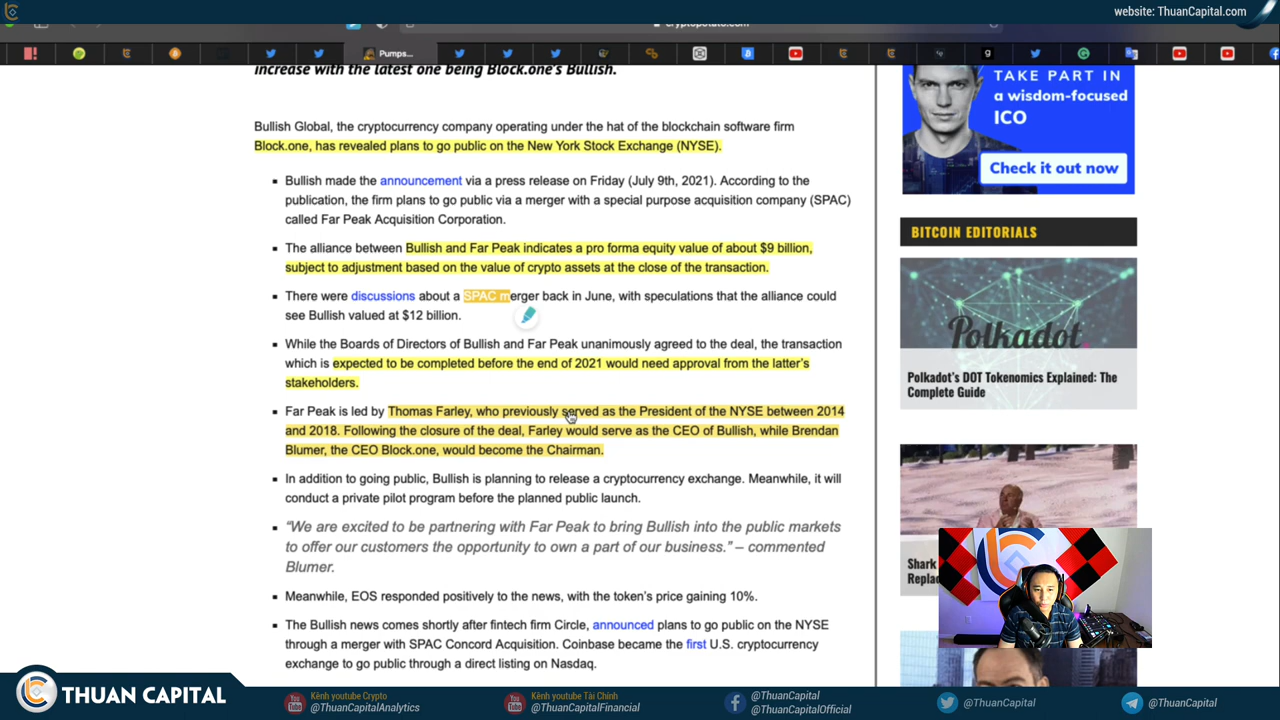 website: ThuanCapital.com
cryptopotato.com
Pumps...
increase with the latest one being Block.one's Bullish.
Bullish Global, the cryptocurrency company operating under the hat of the blockchain software firm
Block.one, has revealed plans to go public on the New York Stock Exchange (NYSE).
▪ Bullish made the announcement via a press release on Friday (July 9th, 2021). According to the
publication, the firm plans to go public via a merger with a special purpose acquisition company (SPAC)
called Far Peak Acquisition Corporation.
▪ The alliance between Bullish and Far Peak indicates a pro forma equity value of about $9 billion,
subject to adjustment based on the value of crypto assets at the close of the transaction.
▪ There were discussions about a SPAC merger back in June, with speculations that the alliance could
see Bullish valued at $12 billion.
▪ While the Boards of Directors of Bullish and Far Peak unanimously agreed to the deal, the transaction
which is expected to be completed before the end of 2021 would need approval from the latter's
stakeholders.
▪ Far Peak is led by Thomas Farley, who previously served as the President of the NYSE between 2014
and 2018. Following the closure of the deal, Farley would serve as the CEO of Bullish, while Brendan
Blumer, the CEO Block.one, would become the Chairman.
▪ In addition to going public, Bullish is planning to release a cryptocurrency exchange. Meanwhile, it will
conduct a private pilot program before the planned public launch.
▪ “We are excited to be partnering with Far Peak to bring Bullish into the public markets
to offer our customers the opportunity to own a part of our business.” – commented
Blumer.
▪ Meanwhile, EOS responded positively to the news, with the token's price gaining 10%.
▪ The Bullish news comes shortly after fintech firm Circle, announced plans to go public on the NYSE
through a merger with SPAC Concord Acquisition. Coinbase became the first U.S. cryptocurrency
exchange to go public through a direct listing on Nasdaq.
TAKE PART IN
a wisdom-focused
ICO
Check it out now
BITCOIN EDITORIALS
Polkadot.
Polkadot's DOT Tokenomics Explained: The
Complete Guide
Shark
THUAN CAPITAL
Kênh youtube Crypto
@ThuanCapitalAnalytics
Kênh youtube Tài Chính
@ThuanCapitalFinancial
@ThuanCapital
@ThuanCapitalOfficial
@ThuanCapital
@ThuanCapital